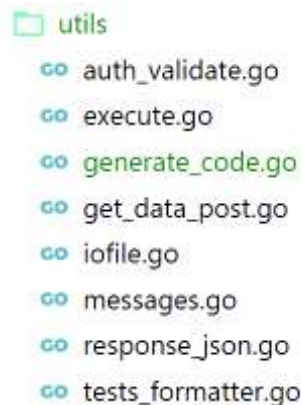 utils
GO auth_validate.go
GO execute.go
GO generate_code.go
GO get_data_post.go
GO iofile.go
GO messages.go
GO response_json.go
GO tests_formatter.go